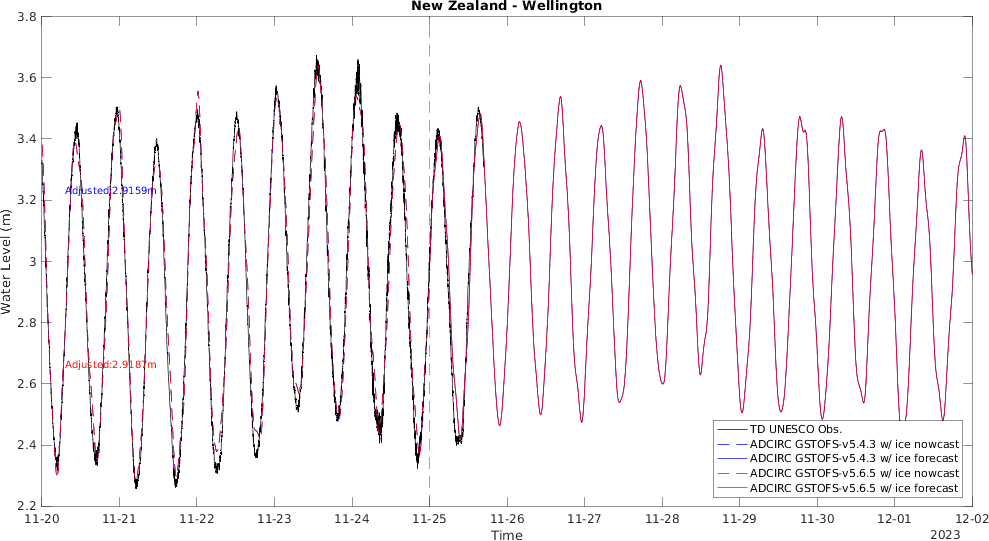 New Zealand - Wellington
3.8
3.6
3.4
3.2
3
2.8
2.6
2.4
2.2
Water Level (m)
Adjusted:2.9159m
Adjusted:2.9187m
TD UNESCO Obs.
ADCIRC GSTOFS-v5.4.3 w/ ice nowcast
ADCIRC GSTOFS-v5.4.3 w/ ice forecast
ADCIRC GSTOFS-v5.6.5 w/ ice nowcast
ADCIRC GSTOFS-v5.6.5 w/ ice forecast
11-20 11-21 11-22 11-23 11-24 11-25 11-26 11-27 11-28 11-29 11-30 12-01 12-02
Time
2023